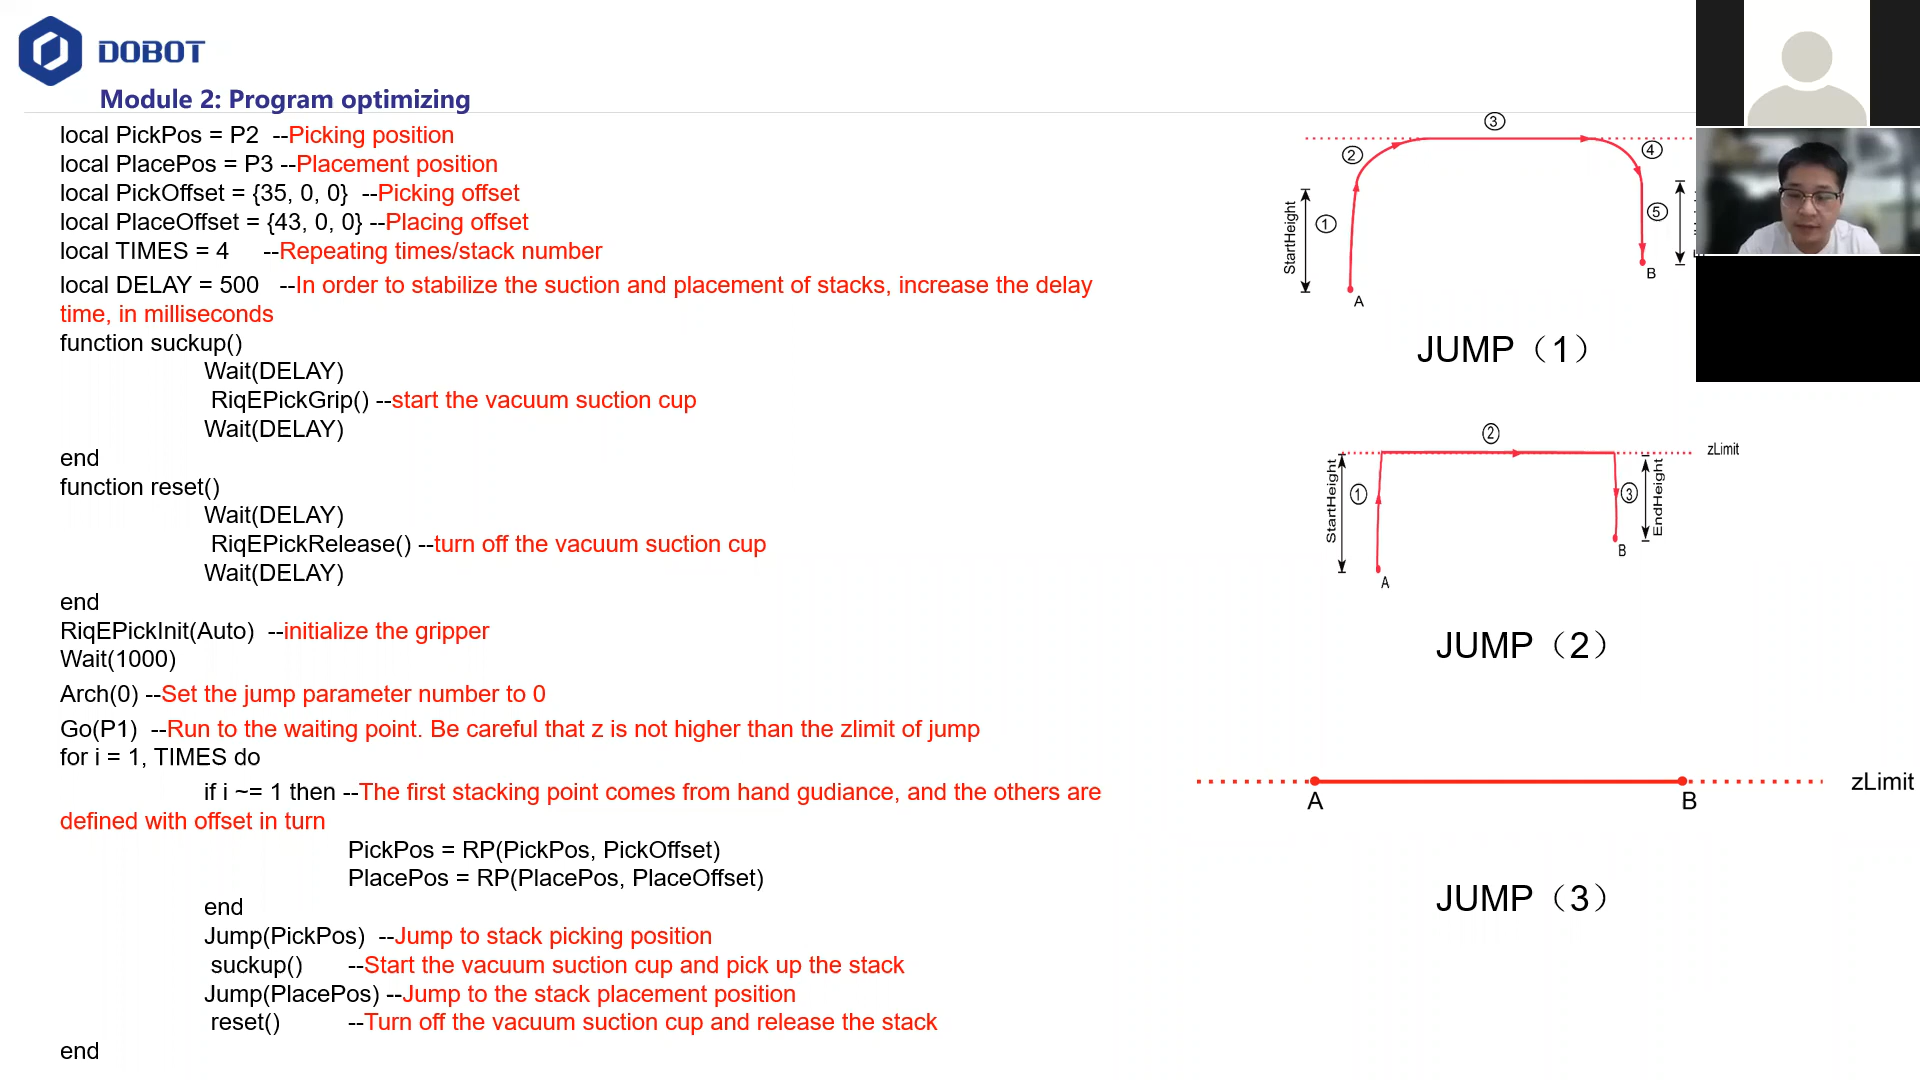 DOBOT
Module 2: Program optimizing
local PickPos = P2 --Picking position
local PlacePos = P3 --Placement position
local PickOffset = {35, 0, 0} --Picking offset
local PlaceOffset = {43, 0, 0} --Placing offset
local TIMES = 4 --Repeating times/stack number
local DELAY = 500 --In order to stabilize the suction and placement of stacks, increase the delay
time, in milliseconds
function suckup()
Wait(DELAY)
RiqEPickGrip() --start the vacuum suction cup
Wait(DELAY)
end
function reset()
Wait(DELAY)
RiqEPickRelease() --turn off the vacuum suction cup
Wait(DELAY)
end
RiqEPickInit(Auto) --initialize the gripper
Wait(1000)
Arch(0) --Set the jump parameter number to 0
Go(P1) --Run to the waiting point. Be careful that z is not higher than the zlimit of jump
for i = 1, TIMES do
if i ~= 1 then --The first stacking point comes from hand gudiance, and the others are
defined with offset in turn
PickPos = RP(PickPos, PickOffset)
PlacePos = RP(PlacePos, PlaceOffset)
end
Jump(PickPos) --Jump to stack picking position
suckup() --Start the vacuum suction cup and pick up the stack
Jump(PlacePos) --Jump to the stack placement position
reset() --Turn off the vacuum suction cup and release the stack
end
③
②
④
StartHeight
①
⑤
A
B
JUMP（1）
②
zLimit
StartHeight
①
③
EndHeight
A
B
JUMP（2）
zLimit
A
B
JUMP（3）